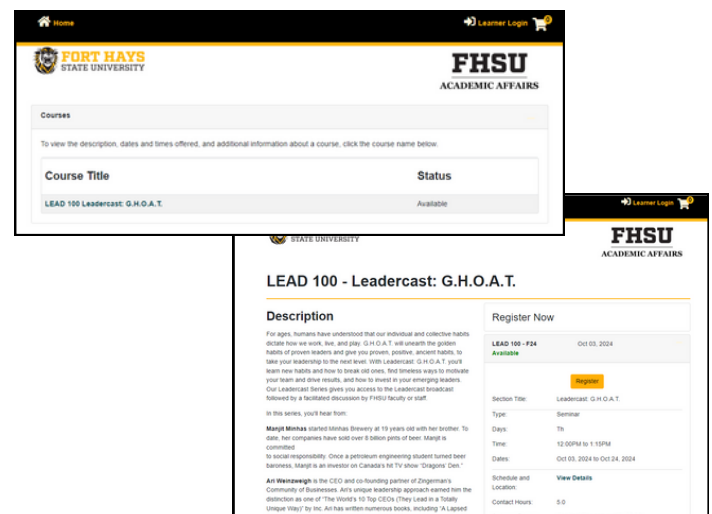 Home
Learner Login 0
FORT HAYS
STATE UNIVERSITY
FHSU
ACADEMIC AFFAIRS
Courses
To view the description, dates and times offered, and additional information about a course, click the course name below.
Course Title Status
LEAD 100 Leadercast: G.H.O.A.T. Available
Learner Login 0
STATE UNIVERSITY
FHSU
ACADEMIC AFFAIRS
LEAD 100 - Leadercast: G.H.O.A.T.
Description
For ages, humans have understood that our individual and collective habits
dictate how we work, live, and play. G.H.O.A.T. will unearth the golden
habits of proven leaders and give you proven, positive, ancient habits, to
take your leadership to the next level. With Leadercast: G.H.O.A.T. you'll
learn new habits and how to break old ones, find timeless ways to motivate
your team and drive results, and how to invest in your emerging leaders.
Our Leadercast Series gives you access to the Leadercast broadcast
followed by a facilitated discussion by FHSU faculty or staff.
In this series, you'll hear from:
Manjit Minhas started Minhas Brewery at 19 years old with her brother. To
date, her companies have sold over 8 billion pints of beer. Manjit is
committed
to social responsibility. Once a petroleum engineering student turned beer
baroness, Manjit is an investor on Canada's hit TV show "Dragons' Den."
Ari Weinzweigh is the CEO and co-founding partner of Zingerman's
Community of Businesses. Ari's unique leadership approach earned him the
distinction as one of "The World's 10 Top CEOs (They Lead in a Totally
Unique Way)" by Inc. Ari has written numerous books, including "A Lapsed
Register Now
LEAD 100 - F24 Oct 03, 2024
Available
Register
Section Title: Leadercast: G.H.O.A.T.
Type: Seminar
Days: Th
Time: 12:00PM to 1:15PM
Dates: Oct 03, 2024 to Oct 24, 2024
Schedule and View Details
Location:
Contact Hours: 5.0